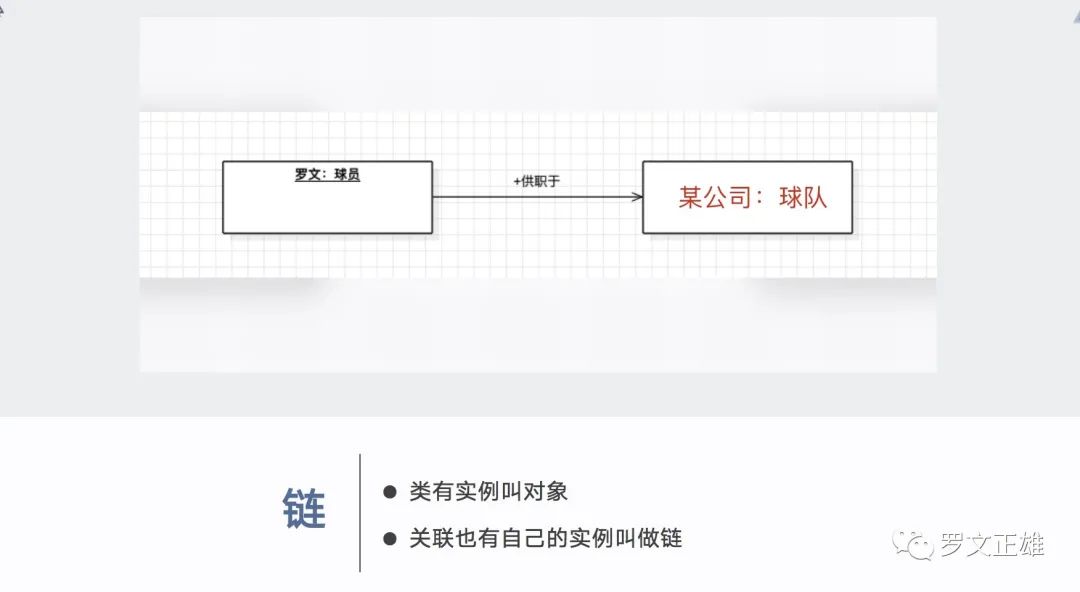 罗文：球员
+供职于
某公司：球队
链
● 类有实例叫对象
● 关联也有自己的实例叫做链
罗文正雄